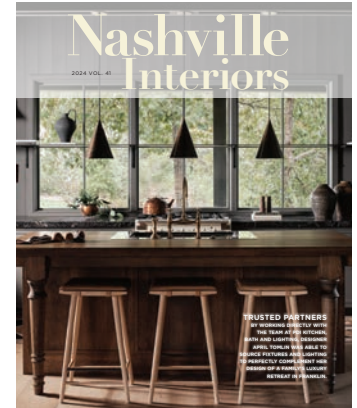 Nashville
2024 VOL. 41
Interiors
TRUSTED PARTNERS
BY WORKING DIRECTLY WITH
THE TEAM AT PDI KITCHEN,
BATH AND LIGHTING, DESIGNER
APRIL TOMLIN WAS ABLE TO
SOURCE FIXTURES AND LIGHTING
TO PERFECTLY COMPLEMENT HER
DESIGN OF A FAMILY'S LUXURY
RETREAT IN FRANKLIN.